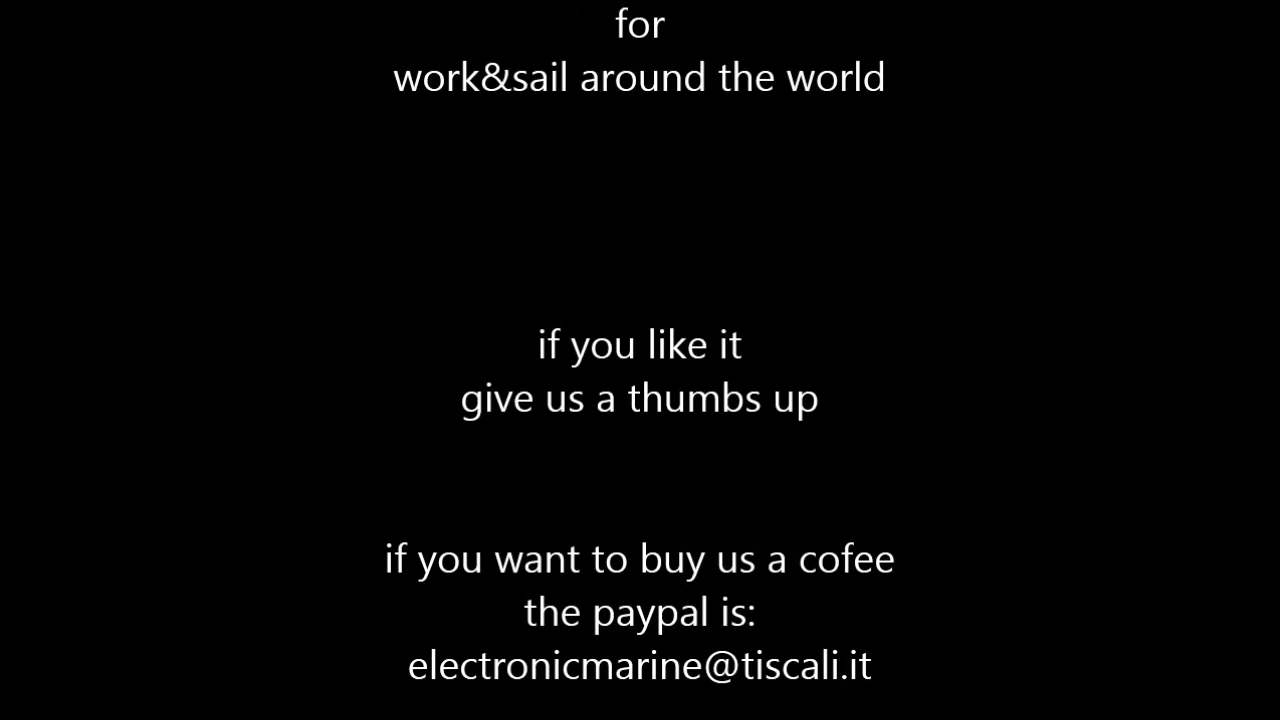 for
work&sail around the world
if you like it
give us a thumbs up
if you want to buy us a cofee
the paypal is:
electronicmarine@tiscali.it